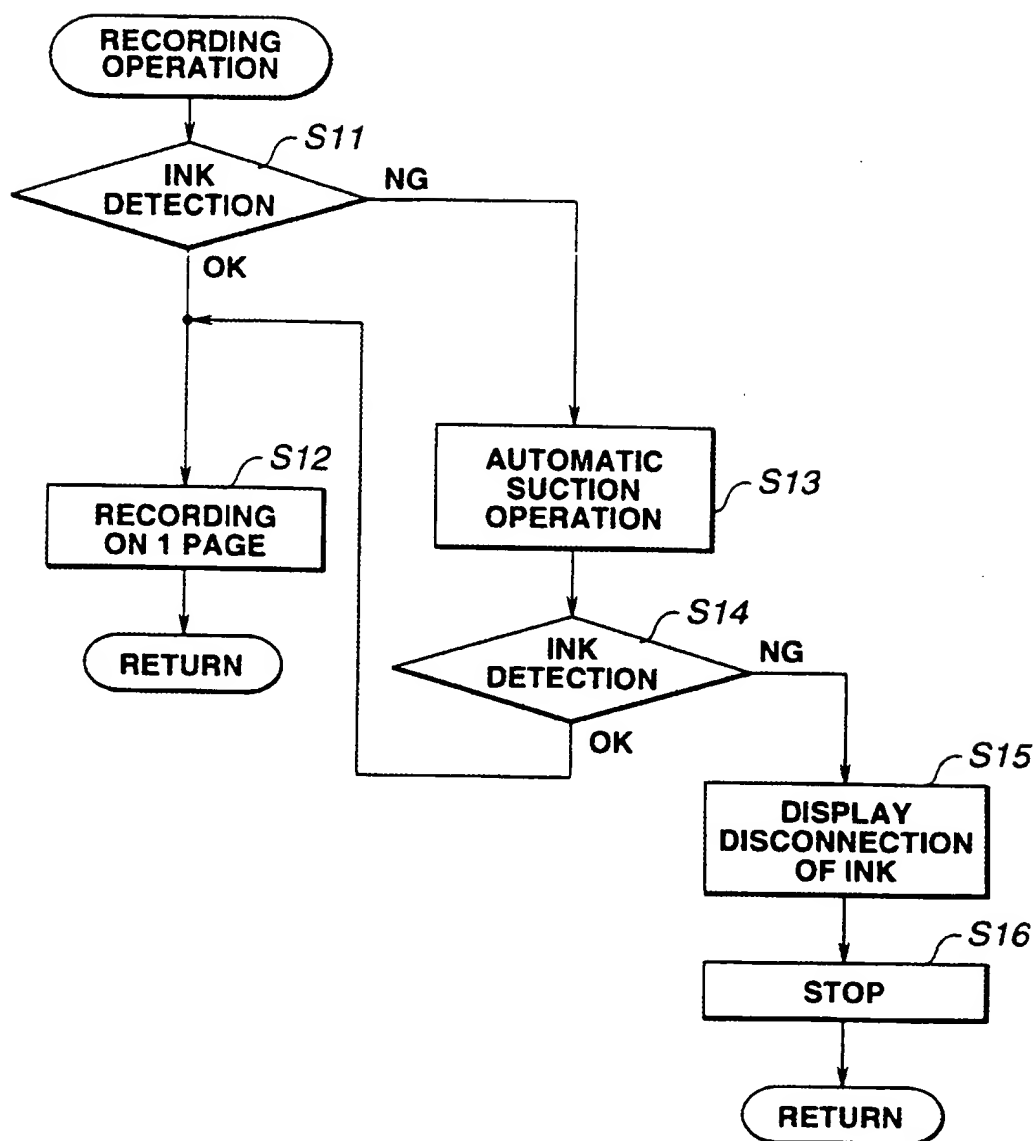 RECORDING
OPERATION
S11
INK
DETECTION
NG
OK
S12
RECORDING
ON 1 PAGE
RETURN
AUTOMATIC
SUCTION
OPERATION
S13
S14
INK
DETECTION
NG
OK
S15
DISPLAY
DISCONNECTION
OF INK
S16
STOP
RETURN